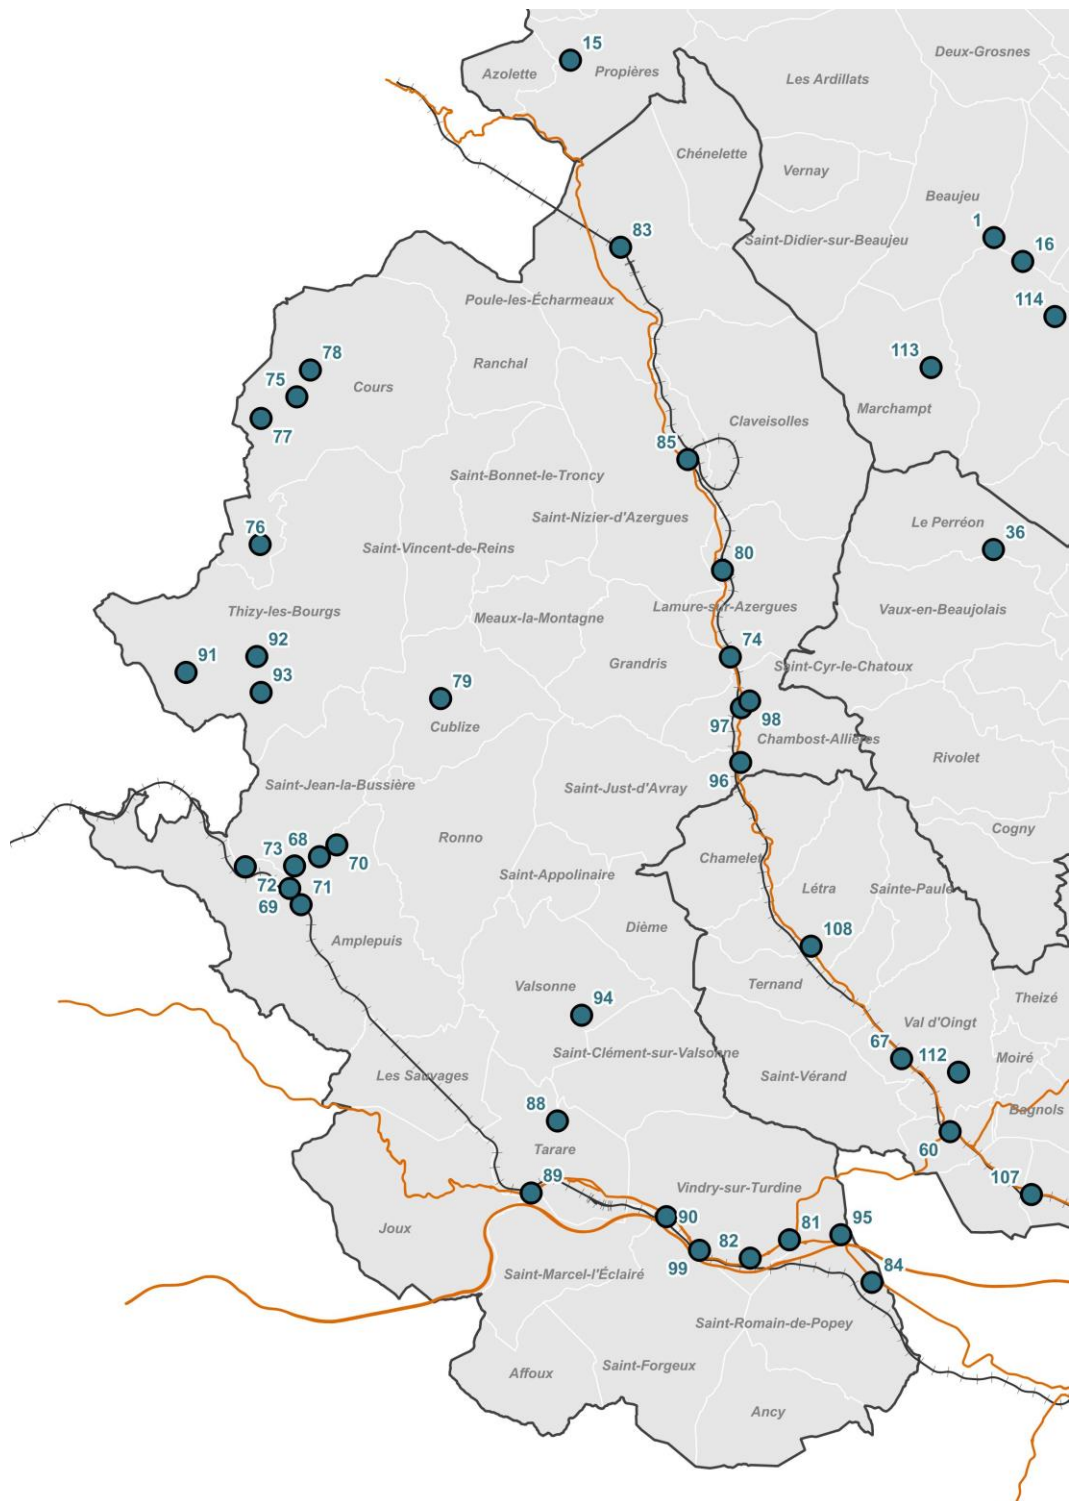 15
Deux-Grosnes
Azolette
Propières
Les Ardillats
Chénelette
Vernay
Beaujeu
1
83
Saint-Didier-sur-Beaujeu
16
Poule-les-Écharmeaux
114
Ranchal
113
78
75
Cours
Marchampt
Claveisolles
77
85
Saint-Bonnet-le-Troncy
Saint-Nizier-d'Azergues
Le Perréon
76
36
Saint-Vincent-de-Reins
80
Thizy-les-Bourgs
Meaux-la-Montagne
Lamure-sur-Azergues
Vaux-en-Beaujolais
92
74
91
Grandris
Saint-Cyr-le-Chatoux
93
79
98
Cublize
97
Chambost-Allières
96
Rivolet
Saint-Jean-la-Bussière
Saint-Just-d'Avray
Cogny
68
Ronno
73
70
Chamelet
72
71
Saint-Appolinaire
Létra
Sainte-Paule
69
Dième
108
Amplepuis
Valsonne
94
Ternand
Theizé
Val d'Oingt
67
112
Moiré
Saint-Clément-sur-Valsonne
Les Sauvages
Saint-Vérand
88
Bagnols
Tarare
60
89
107
Vindry-sur-Turdine
90
Joux
82
81
95
99
84
Saint-Marcel-l'Éclairé
Saint-Romain-de-Popey
Affoux
Saint-Forgeux
Ancy